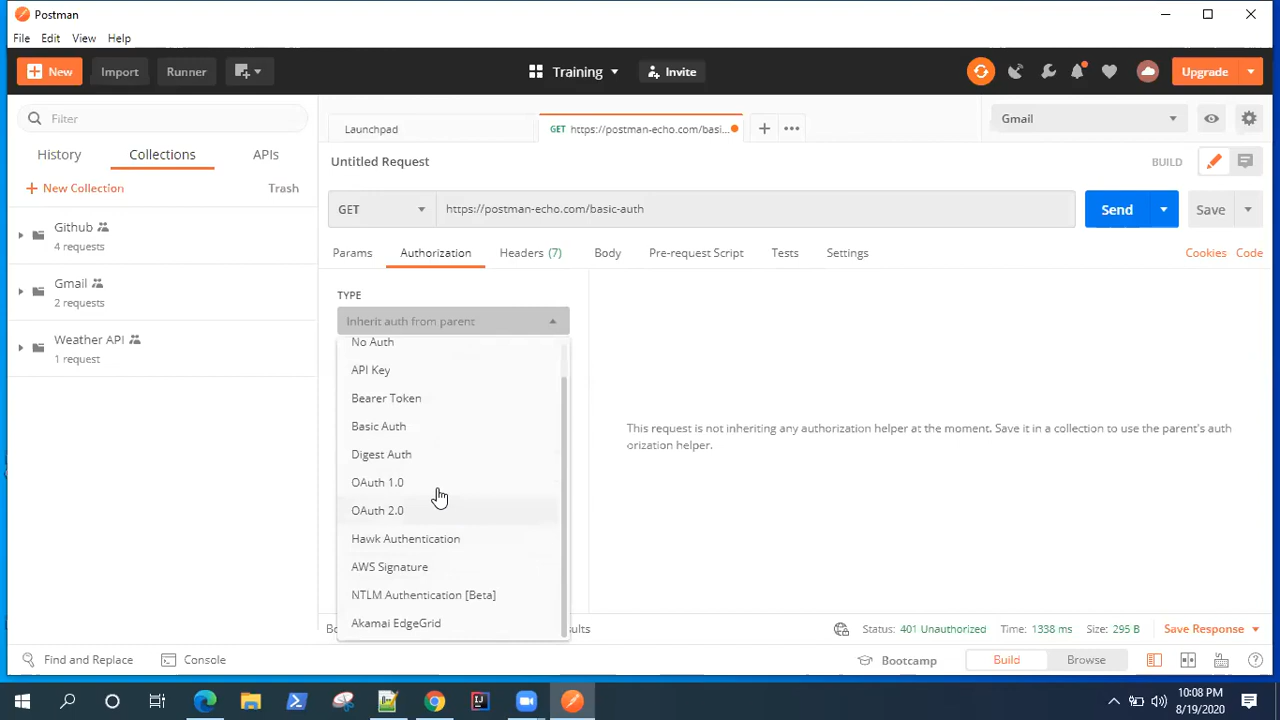 Postman
File Edit View Help
New Import Runner Training Invite Upgrade
Filter
History Collections APIs
New Collection Trash
Github
4 requests
Gmail
2 requests
Weather API
1 request
Launchpad GET https://postman-echo.com/basi... Gmail
Untitled Request BUILD
GET https://postman-echo.com/basic-auth Send Save
Params Authorization Headers (7) Body Pre-request Script Tests Settings Cookies Code
TYPE
Inherit auth from parent
No Auth
API Key
Bearer Token
Basic Auth
Digest Auth
OAuth 1.0
OAuth 2.0
Hawk Authentication
AWS Signature
NTLM Authentication [Beta]
Akamai EdgeGrid
This request is not inheriting any authorization helper at the moment. Save it in a collection to use the parent's auth
orization helper.
Bo sults Status: 401 Unauthorized Time: 1338 ms Size: 295 B Save Response
Find and Replace Console Bootcamp Build Browse
10:08 PM
8/19/2020